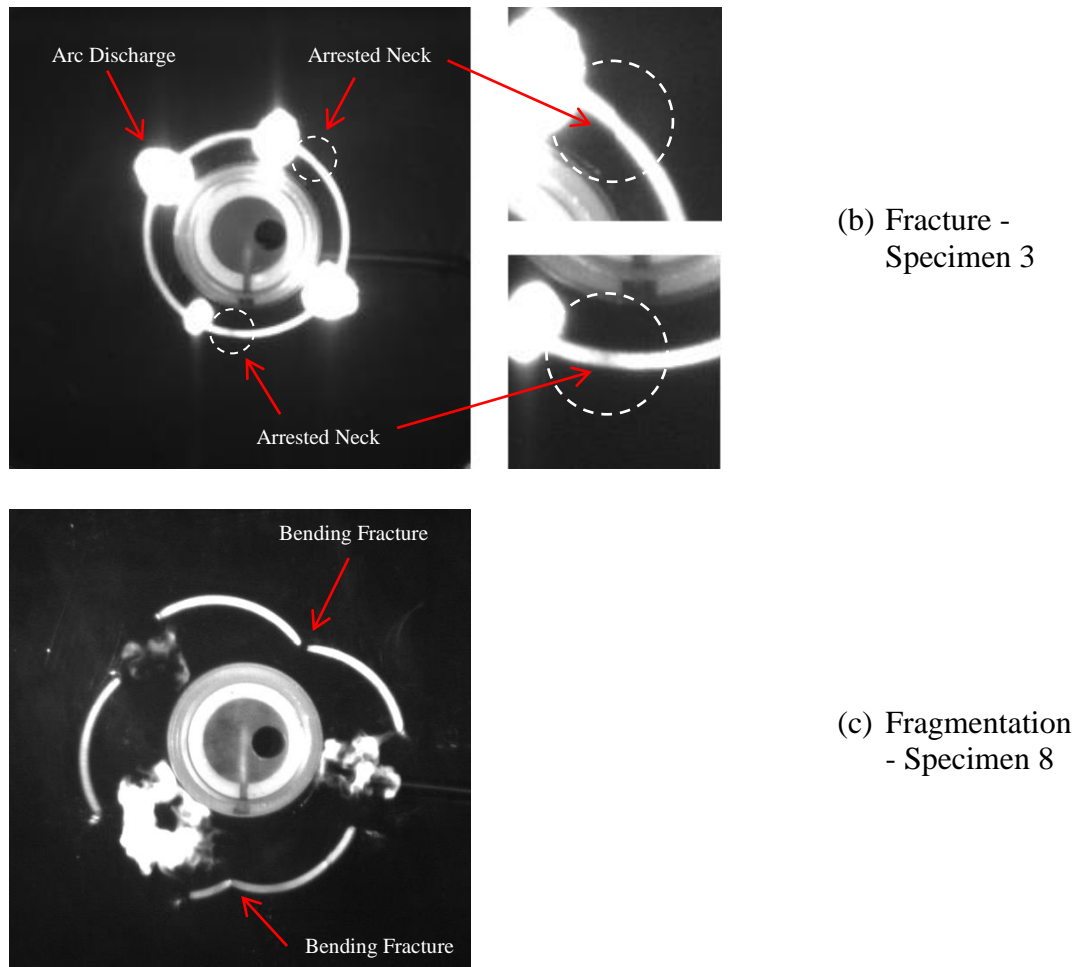 Arc Discharge
Arrested Neck
Arrested Neck
(b) Fracture -
Specimen 3
Bending Fracture
Bending Fracture
(c) Fragmentation
- Specimen 8